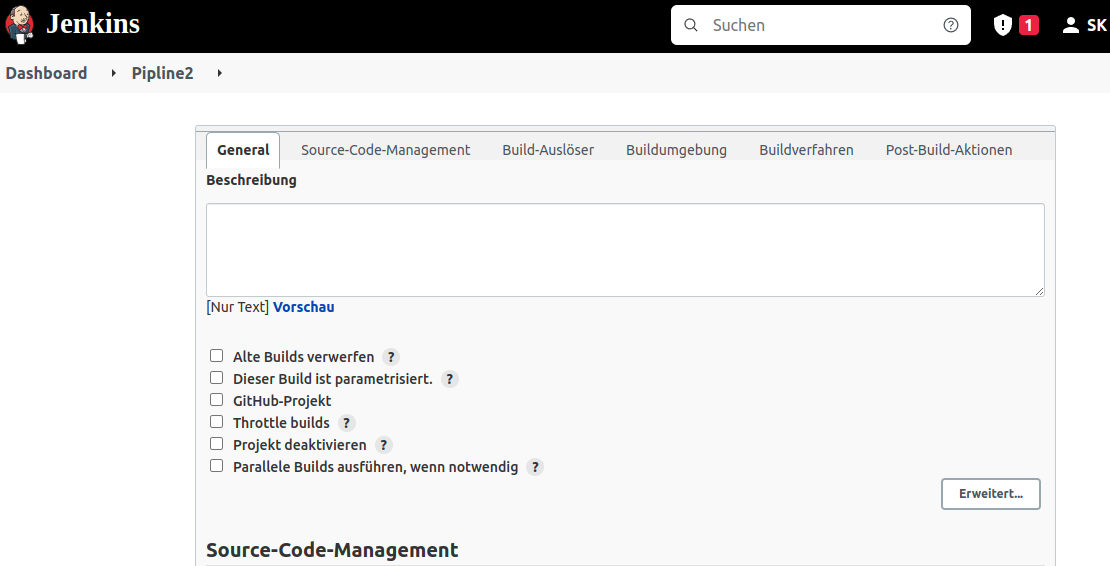 Jenkins
Suchen
?
1
SK
Dashboard
Pipline2
General Source-Code-Management Build-Auslöser Buildumgebung Buildverfahren Post-Build-Aktionen
Beschreibung
[Nur Text] Vorschau
Alte Builds verwerfen ?
Dieser Build ist parametrisiert. ?
GitHub-Projekt
Throttle builds ?
Projekt deaktivieren ?
Parallele Builds ausführen, wenn notwendig ?
Erweitert...
Source-Code-Management